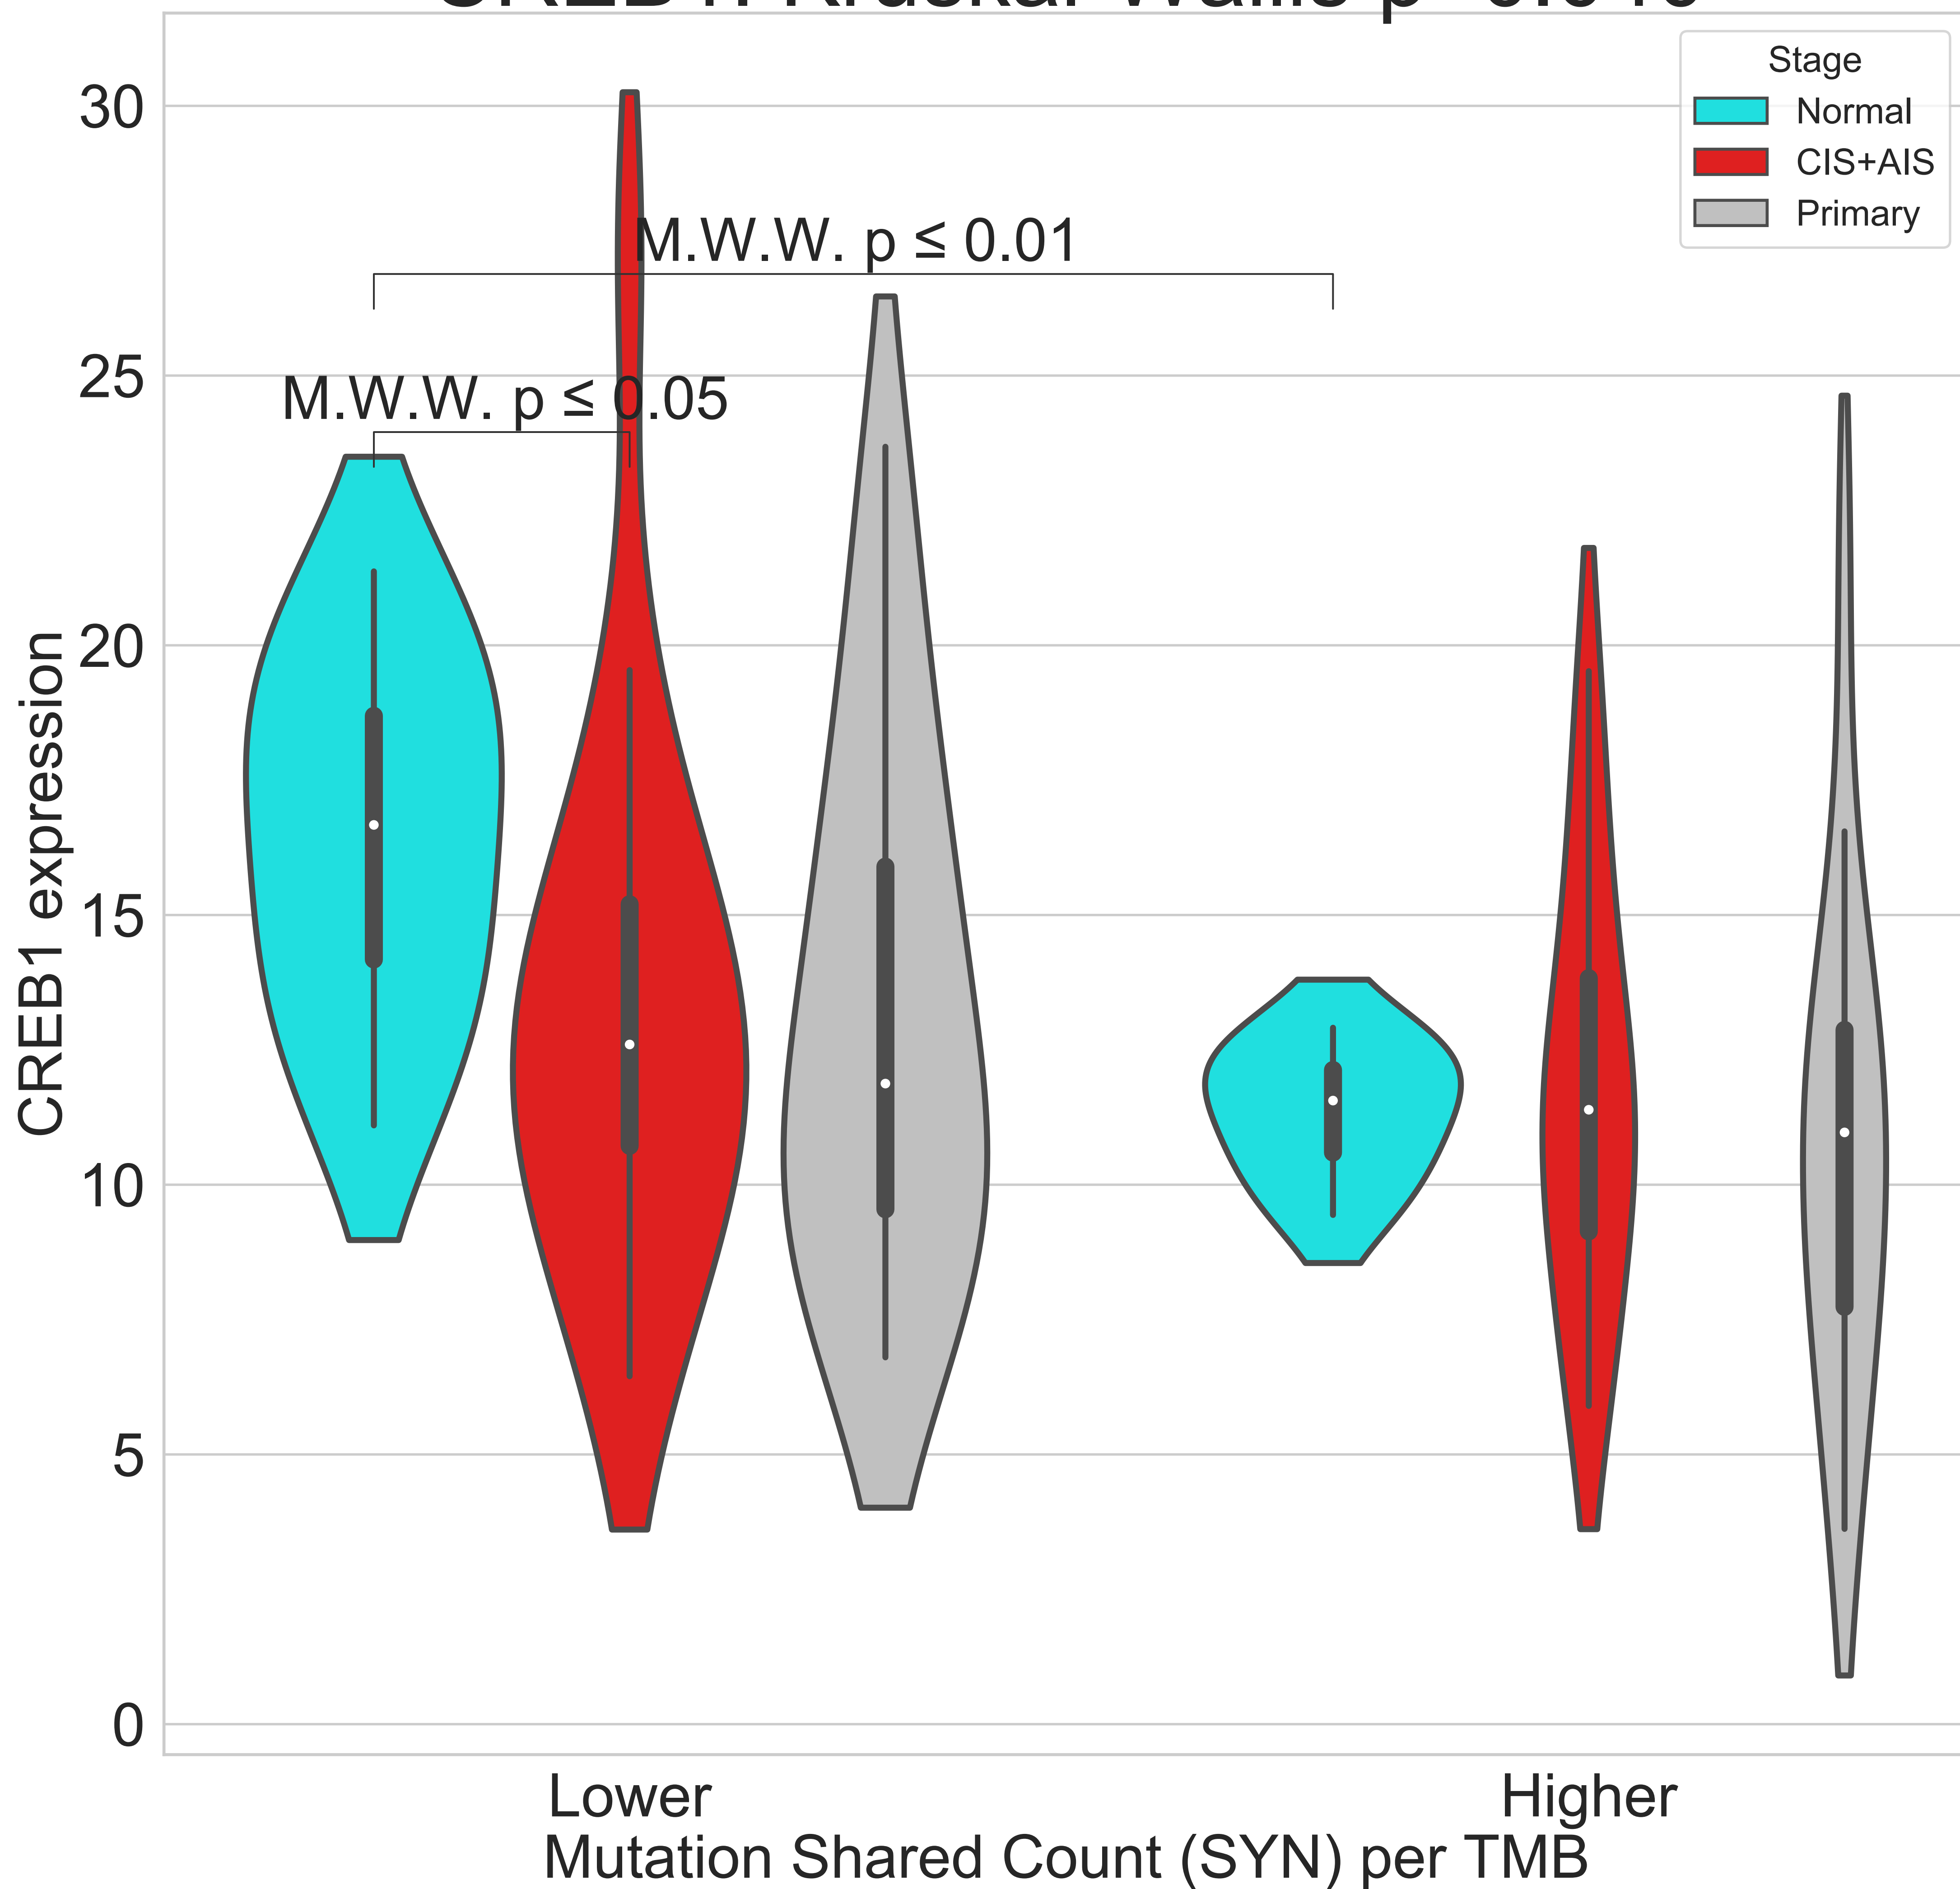 Stage
Normal
CIS+AIS
Primary
30
25
20
15
10
5
0
M.W.W. p ≤ 0.01
M.W.W. p ≤ 0.05
CREB1 expression
Lower
Higher
Mutation Shared Count (SYN) per TMB